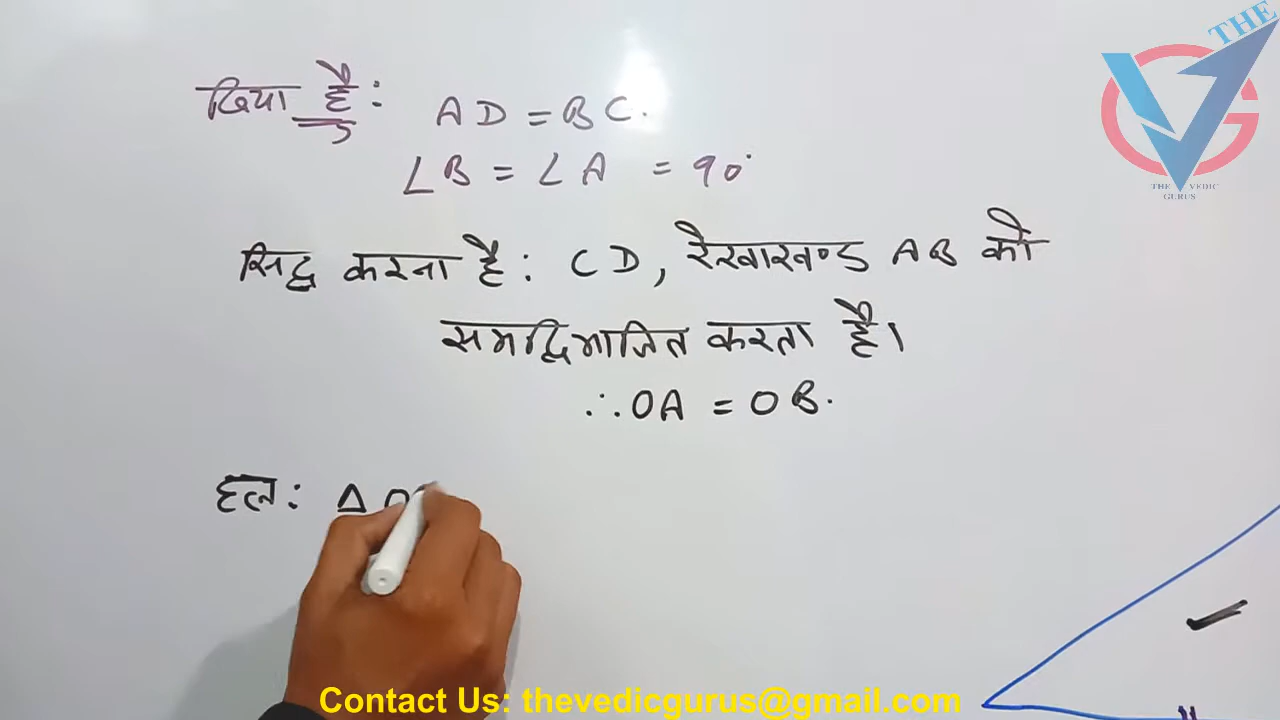 दिया है: AD = BC.
∠B = ∠A = 90°
सिद्ध करना है: CD, रेखाखण्ड AB को
समद्विभाजित करता है।
∴ OA = OB.
हल: Δ O
THE
THE VEDIC
GURUS
Contact Us: thevedicgurus@gmail.com